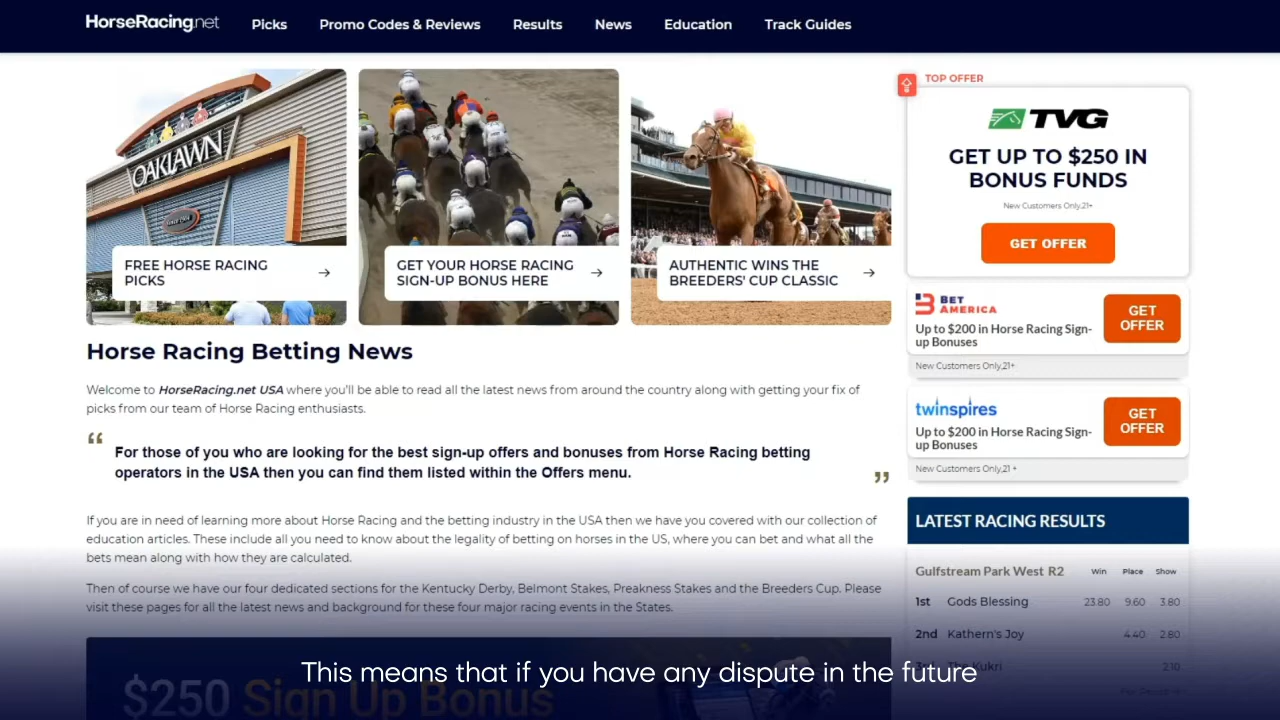 HorseRacing.net Picks Promo Codes & Reviews Results News Education Track Guides
OAKLAWN
FREE HORSE RACING
PICKS
GET YOUR HORSE RACING
SIGN-UP BONUS HERE
AUTHENTIC WINS THE
BREEDERS' CUP CLASSIC
Horse Racing Betting News
Welcome to HorseRacing.net USA where you'll be able to read all the latest news from around the country along with getting your fix of
picks from our team of Horse Racing enthusiasts.
“ For those of you who are looking for the best sign-up offers and bonuses from Horse Racing betting
operators in the USA then you can find them listed within the Offers menu. ”
If you are in need of learning more about Horse Racing and the betting industry in the USA then we have you covered with our collection of
education articles. These include all you need to know about the legality of betting on horses in the US, where you can bet and what all the
bets mean along with how they are calculated.
Then of course we have our four dedicated sections for the Kentucky Derby, Belmont Stakes, Preakness Stakes and the Breeders Cup. Please
visit these pages for all the latest news and background for these four major racing events in the States.
$250 Sign Up Bonus
TOP OFFER
TVG
GET UP TO $250 IN
BONUS FUNDS
New Customers Only,21+
GET OFFER
BET
AMERICA
Up to $200 in Horse Racing Sign-
up Bonuses
GET
OFFER
New Customers Only,21+
twinspires
Up to $200 in Horse Racing Sign-
up Bonuses
GET
OFFER
New Customers Only,21 +
LATEST RACING RESULTS
Gulfstream Park West R2 Win Place Show
1st Gods Blessing 23.80 9.60 3.80
2nd Kathern's Joy 4.40 2.80
3rd The Kukri 2.10
This means that if you have any dispute in the future